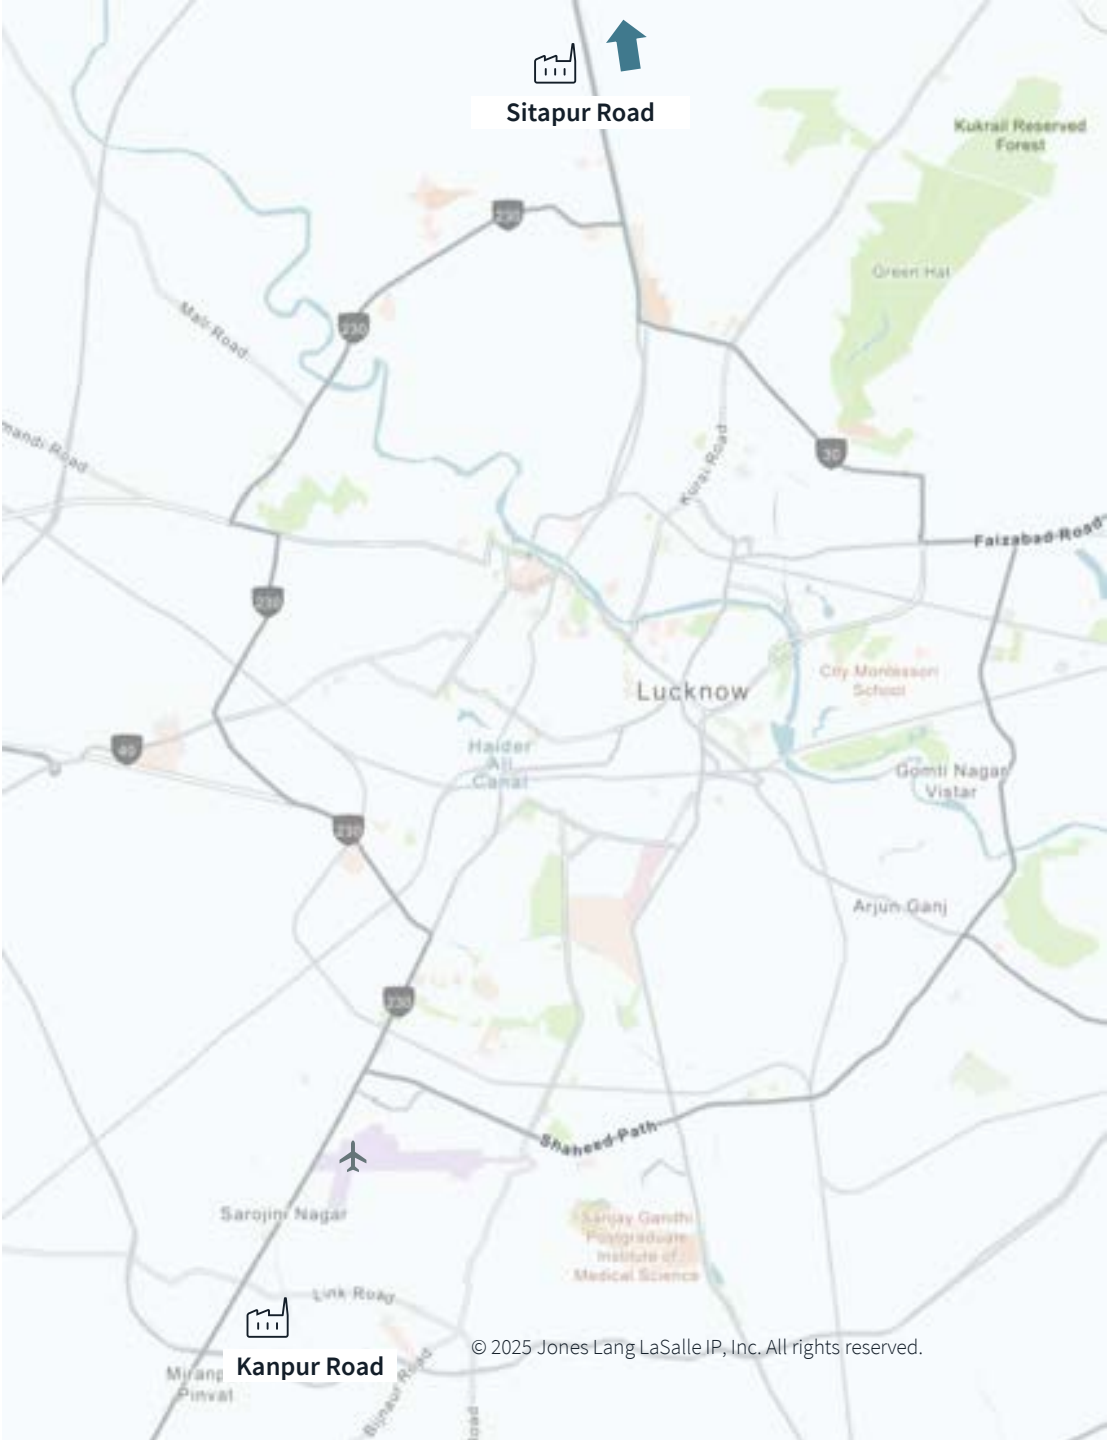 Sitapur Road
Kukrail Reserved
Forest
230
Green Hat
230
Mall Road
mandi Road
Kursi Road
30
Faizabad Road
230
City Montessori
School
Lucknow
40
Haider
Ali
Canal
Gomti Nagar
Vistar
230
Arjun Ganj
230
Shaheed Path
Sarojini Nagar
Sanjay Gandhi
Postgraduate
Institute of
Medical Science
Link Road
© 2025 Jones Lang LaSalle IP, Inc. All rights reserved.
Kanpur Road
Pinvat
Bijnaur Road
oad